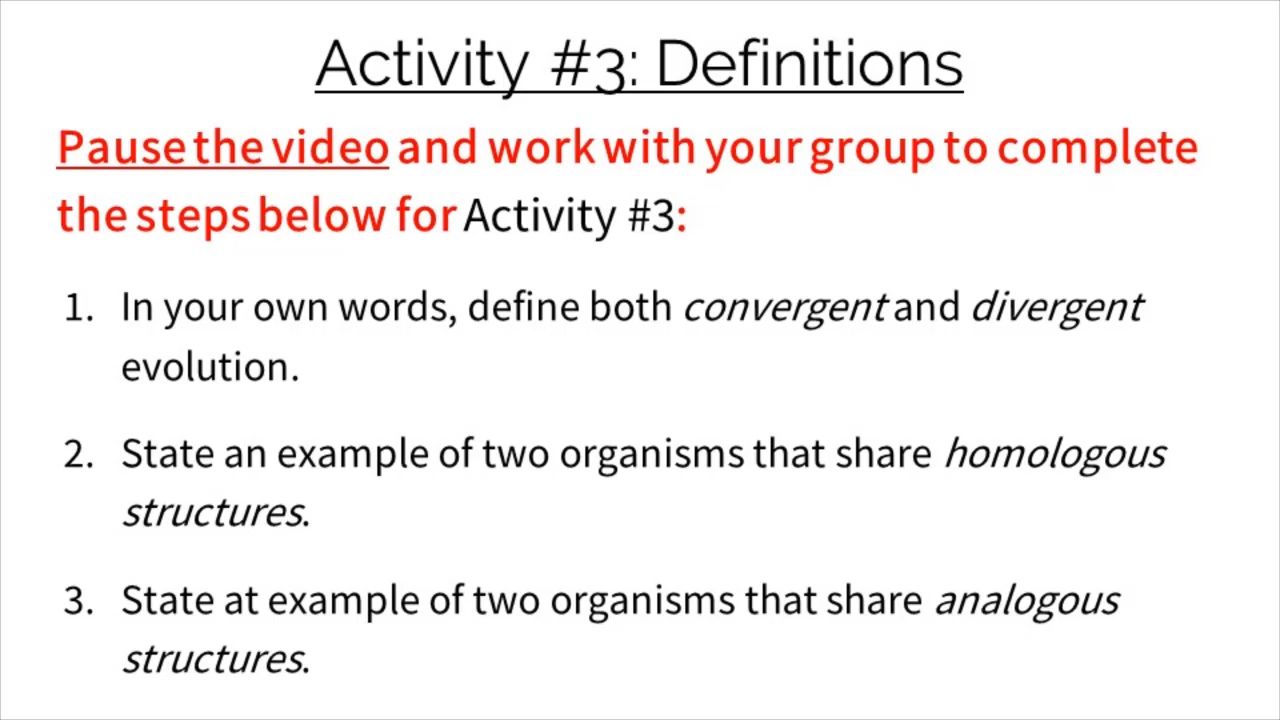 Activity #3: Definitions
Pause the video and work with your group to complete
the steps below for Activity #3:
1. In your own words, define both convergent and divergent
evolution.
2. State an example of two organisms that share homologous
structures.
3. State at example of two organisms that share analogous
structures.